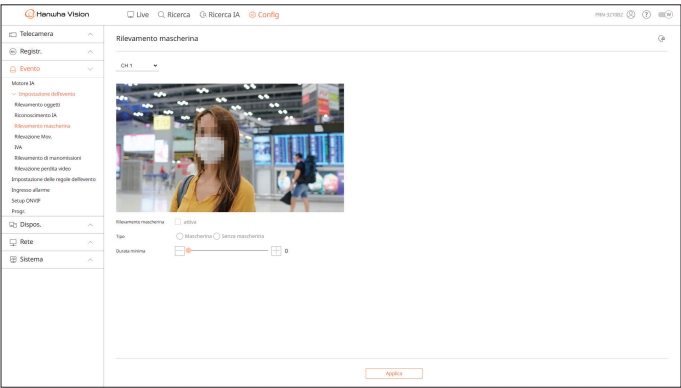 Hanwha Vision
Live Ricerca Ricerca IA Config
Telecamera
Rilevamento mascherina
Registr.
Evento
CH 1
Motore IA
Impostazione dell'evento
Rilevamento oggetti
Riconoscimento IA
Rilevamento mascherina
Rilevazione Mov.
IVA
Rilevamento di manomissioni
Rilevazione perdita video
Impostazione delle regole dell'evento
Ingresso allarme
Setup ONVIF
Progr.
Dispos.
Rete
Sistema
Rilevamento mascherina attiva
Tipo Mascherina Senza mascherina
Durata minima 0
Applica